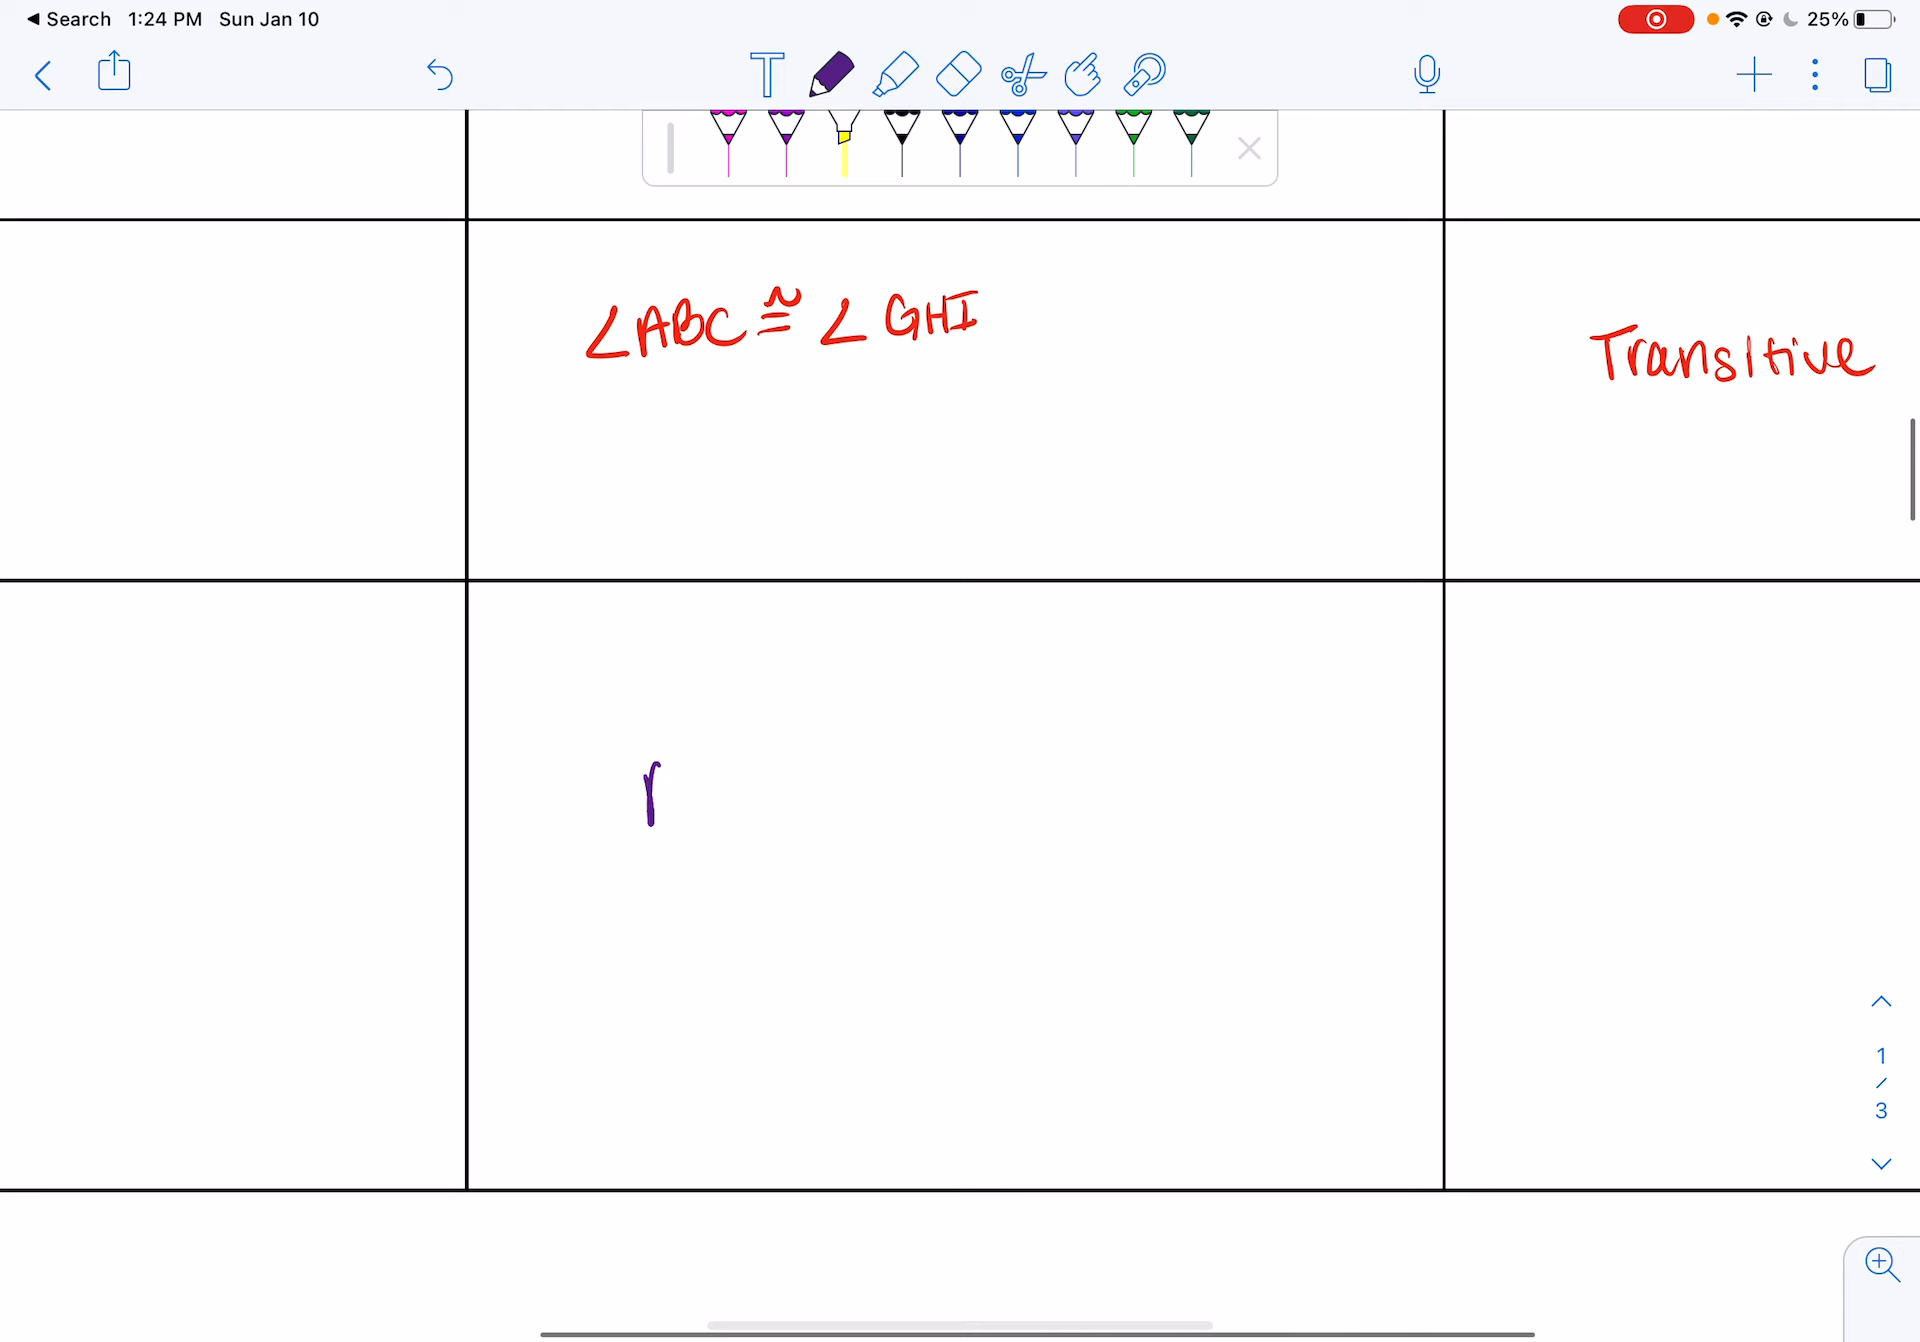 ◀ Search 1:24 PM Sun Jan 10 25%
∠ABC ≅ ∠GHI
Transitive
r
1
/
3